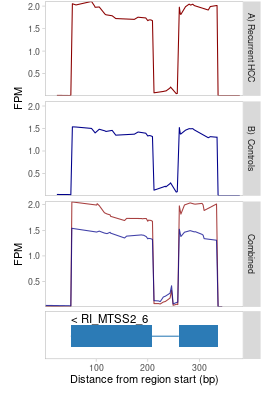 2.0
1.5
1.0
0.5
FPM
A) Recurrent HCC
2.0
1.5
1.0
0.5
FPM
B): Controls
2.0
1.5
1.0
0.5
FPM
Combined
< RI_MTSS2_6
100
200
300
Distance from region start (bp)